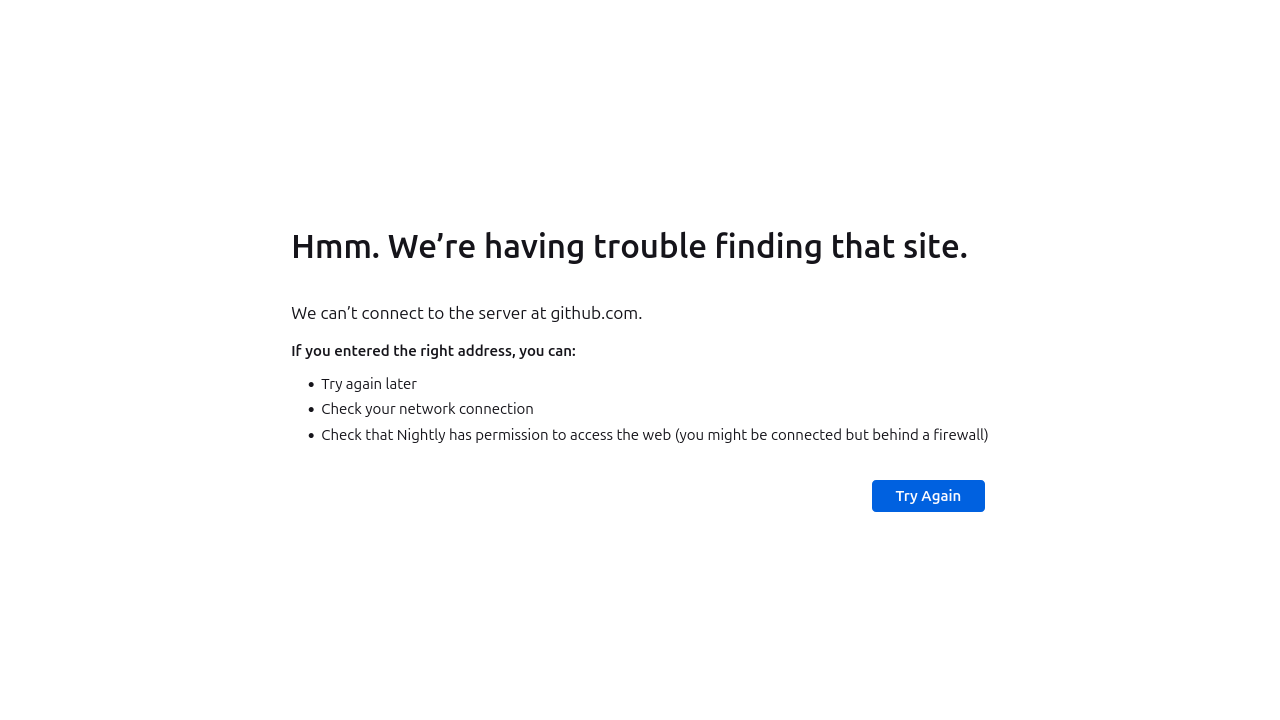 Hmm. We’re having trouble finding that site.
We can’t connect to the server at github.com.
If you entered the right address, you can:
• Try again later
• Check your network connection
• Check that Nightly has permission to access the web (you might be connected but behind a firewall)
Try Again